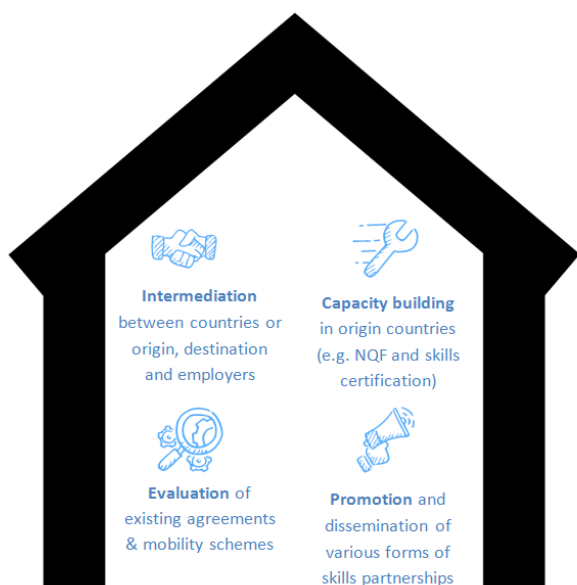 Intermediation
between countries or
origin, destination
and employers
Capacity building
in origin countries
(e.g. NQF and skills
certification)
Evaluation of
existing agreements
& mobility schemes
Promotion and
dissemination of
various forms of
skills partnerships